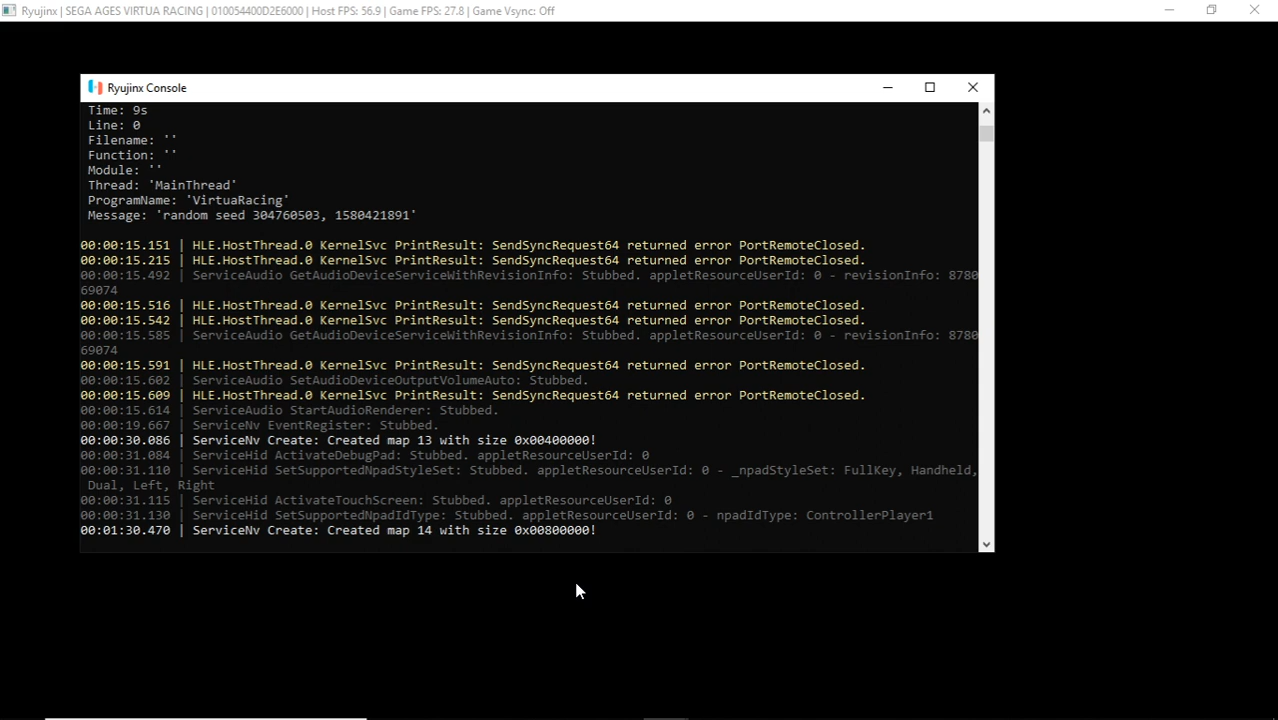 Ryujinx | SEGA AGES VIRTUA RACING | 010054400D2E6000 | Host FPS: 56.9 | Game FPS: 27.8 | Game Vsync: Off
Ryujinx Console
Time: 9s
Line: 0
Filename: ''
Function: ''
Module: ''
Thread: 'MainThread'
ProgramName: 'VirtuaRacing'
Message: 'random seed 304760503, 1580421891'
00:00:15.151 | HLE.HostThread.0 KernelSvc PrintResult: SendSyncRequest64 returned error PortRemoteClosed.
00:00:15.215 | HLE.HostThread.0 KernelSvc PrintResult: SendSyncRequest64 returned error PortRemoteClosed.
00:00:15.492 | ServiceAudio GetAudioDeviceServiceWithRevisionInfo: Stubbed. appletResourceUserId: 0 - revisionInfo: 8780
69074
00:00:15.516 | HLE.HostThread.0 KernelSvc PrintResult: SendSyncRequest64 returned error PortRemoteClosed.
00:00:15.542 | HLE.HostThread.0 KernelSvc PrintResult: SendSyncRequest64 returned error PortRemoteClosed.
00:00:15.585 | ServiceAudio GetAudioDeviceServiceWithRevisionInfo: Stubbed. appletResourceUserId: 0 - revisionInfo: 8780
69074
00:00:15.591 | HLE.HostThread.0 KernelSvc PrintResult: SendSyncRequest64 returned error PortRemoteClosed.
00:00:15.602 | ServiceAudio SetAudioDeviceOutputVolumeAuto: Stubbed.
00:00:15.609 | HLE.HostThread.0 KernelSvc PrintResult: SendSyncRequest64 returned error PortRemoteClosed.
00:00:15.614 | ServiceAudio StartAudioRenderer: Stubbed.
00:00:19.667 | ServiceNv EventRegister: Stubbed.
00:00:30.086 | ServiceNv Create: Created map 13 with size 0x00400000!
00:00:31.084 | ServiceHid ActivateDebugPad: Stubbed. appletResourceUserId: 0
00:00:31.110 | ServiceHid SetSupportedNpadStyleSet: Stubbed. appletResourceUserId: 0 - _npadStyleSet: FullKey, Handheld,
Dual, Left, Right
00:00:31.115 | ServiceHid ActivateTouchScreen: Stubbed. appletResourceUserId: 0
00:00:31.130 | ServiceHid SetSupportedNpadIdType: Stubbed. appletResourceUserId: 0 - npadIdType: ControllerPlayer1
00:01:30.470 | ServiceNv Create: Created map 14 with size 0x00800000!